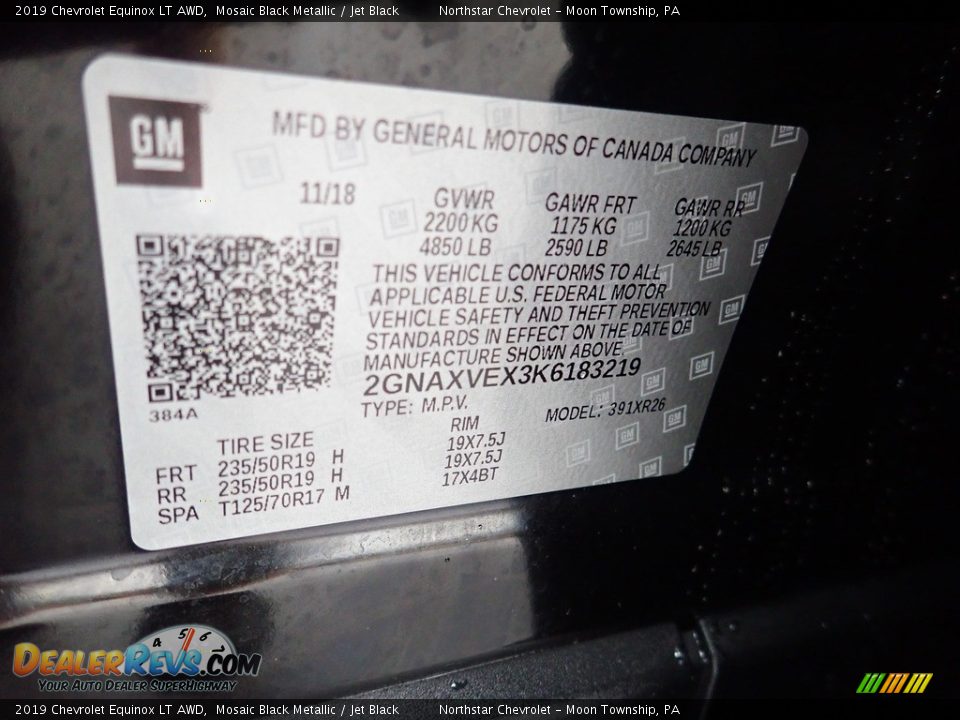 2019 Chevrolet Equinox LT AWD, Mosaic Black Metallic / Jet Black Northstar Chevrolet – Moon Township, PA
GM
MFD BY GENERAL MOTORS OF CANADA COMPANY
11/18 GVWR GAWR FRT GAWR RR
2200 KG 1175 KG 1200 KG
4850 LB 2590 LB 2645 LB
THIS VEHICLE CONFORMS TO ALL
APPLICABLE U.S. FEDERAL MOTOR
VEHICLE SAFETY AND THEFT PREVENTION
STANDARDS IN EFFECT ON THE DATE OF
MANUFACTURE SHOWN ABOVE
2GNAXVEX3K6183219
384A
TYPE: M.P.V. MODEL: 391XR26
TIRE SIZE RIM
FRT 235/50R19 H 19X7.5J
RR 235/50R19 H 19X7.5J
SPA T125/70R17 M 17X4BT
4 5 6
DealerRevs.com
Your Auto Dealer SuperHighway
2019 Chevrolet Equinox LT AWD, Mosaic Black Metallic / Jet Black Northstar Chevrolet – Moon Township, PA